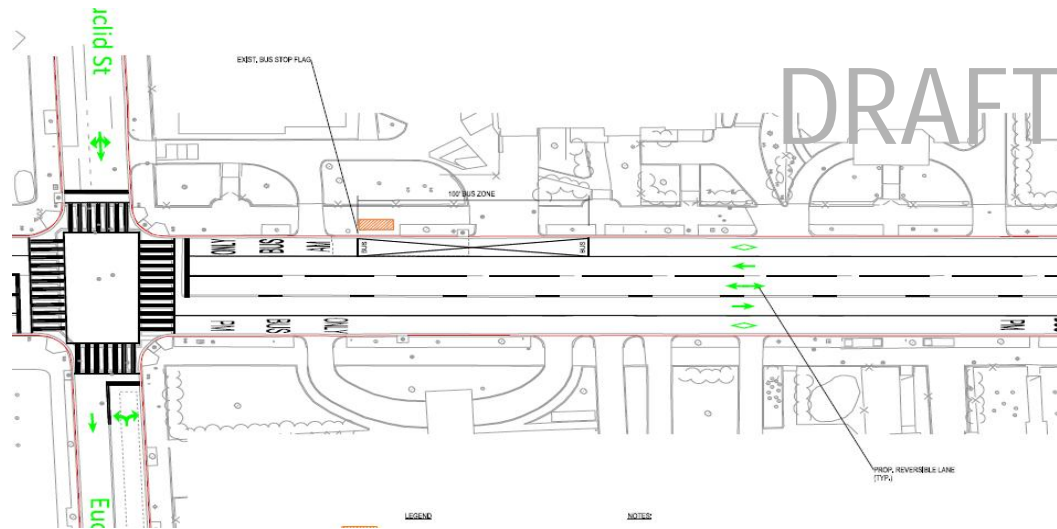 rclid St
DRAFT
EXIST. BUS STOP FLAG
100' BUS ZONE
ONLY
BUS
AM
BUS
BUS
PM
BUS
ONLY
PM
PROP. REVERSIBLE LANE
(TYP.)
Euc
LEGEND
NOTES: